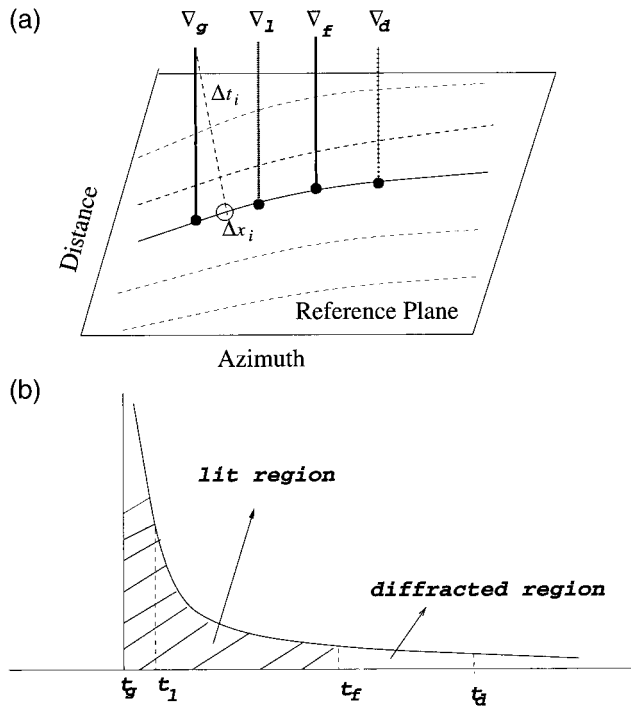 (a)
∇g ∇l ∇f ∇d
Δti
Δxi
Distance
Reference Plane
Azimuth
(b)
lit region
diffracted region
tg tl tf td